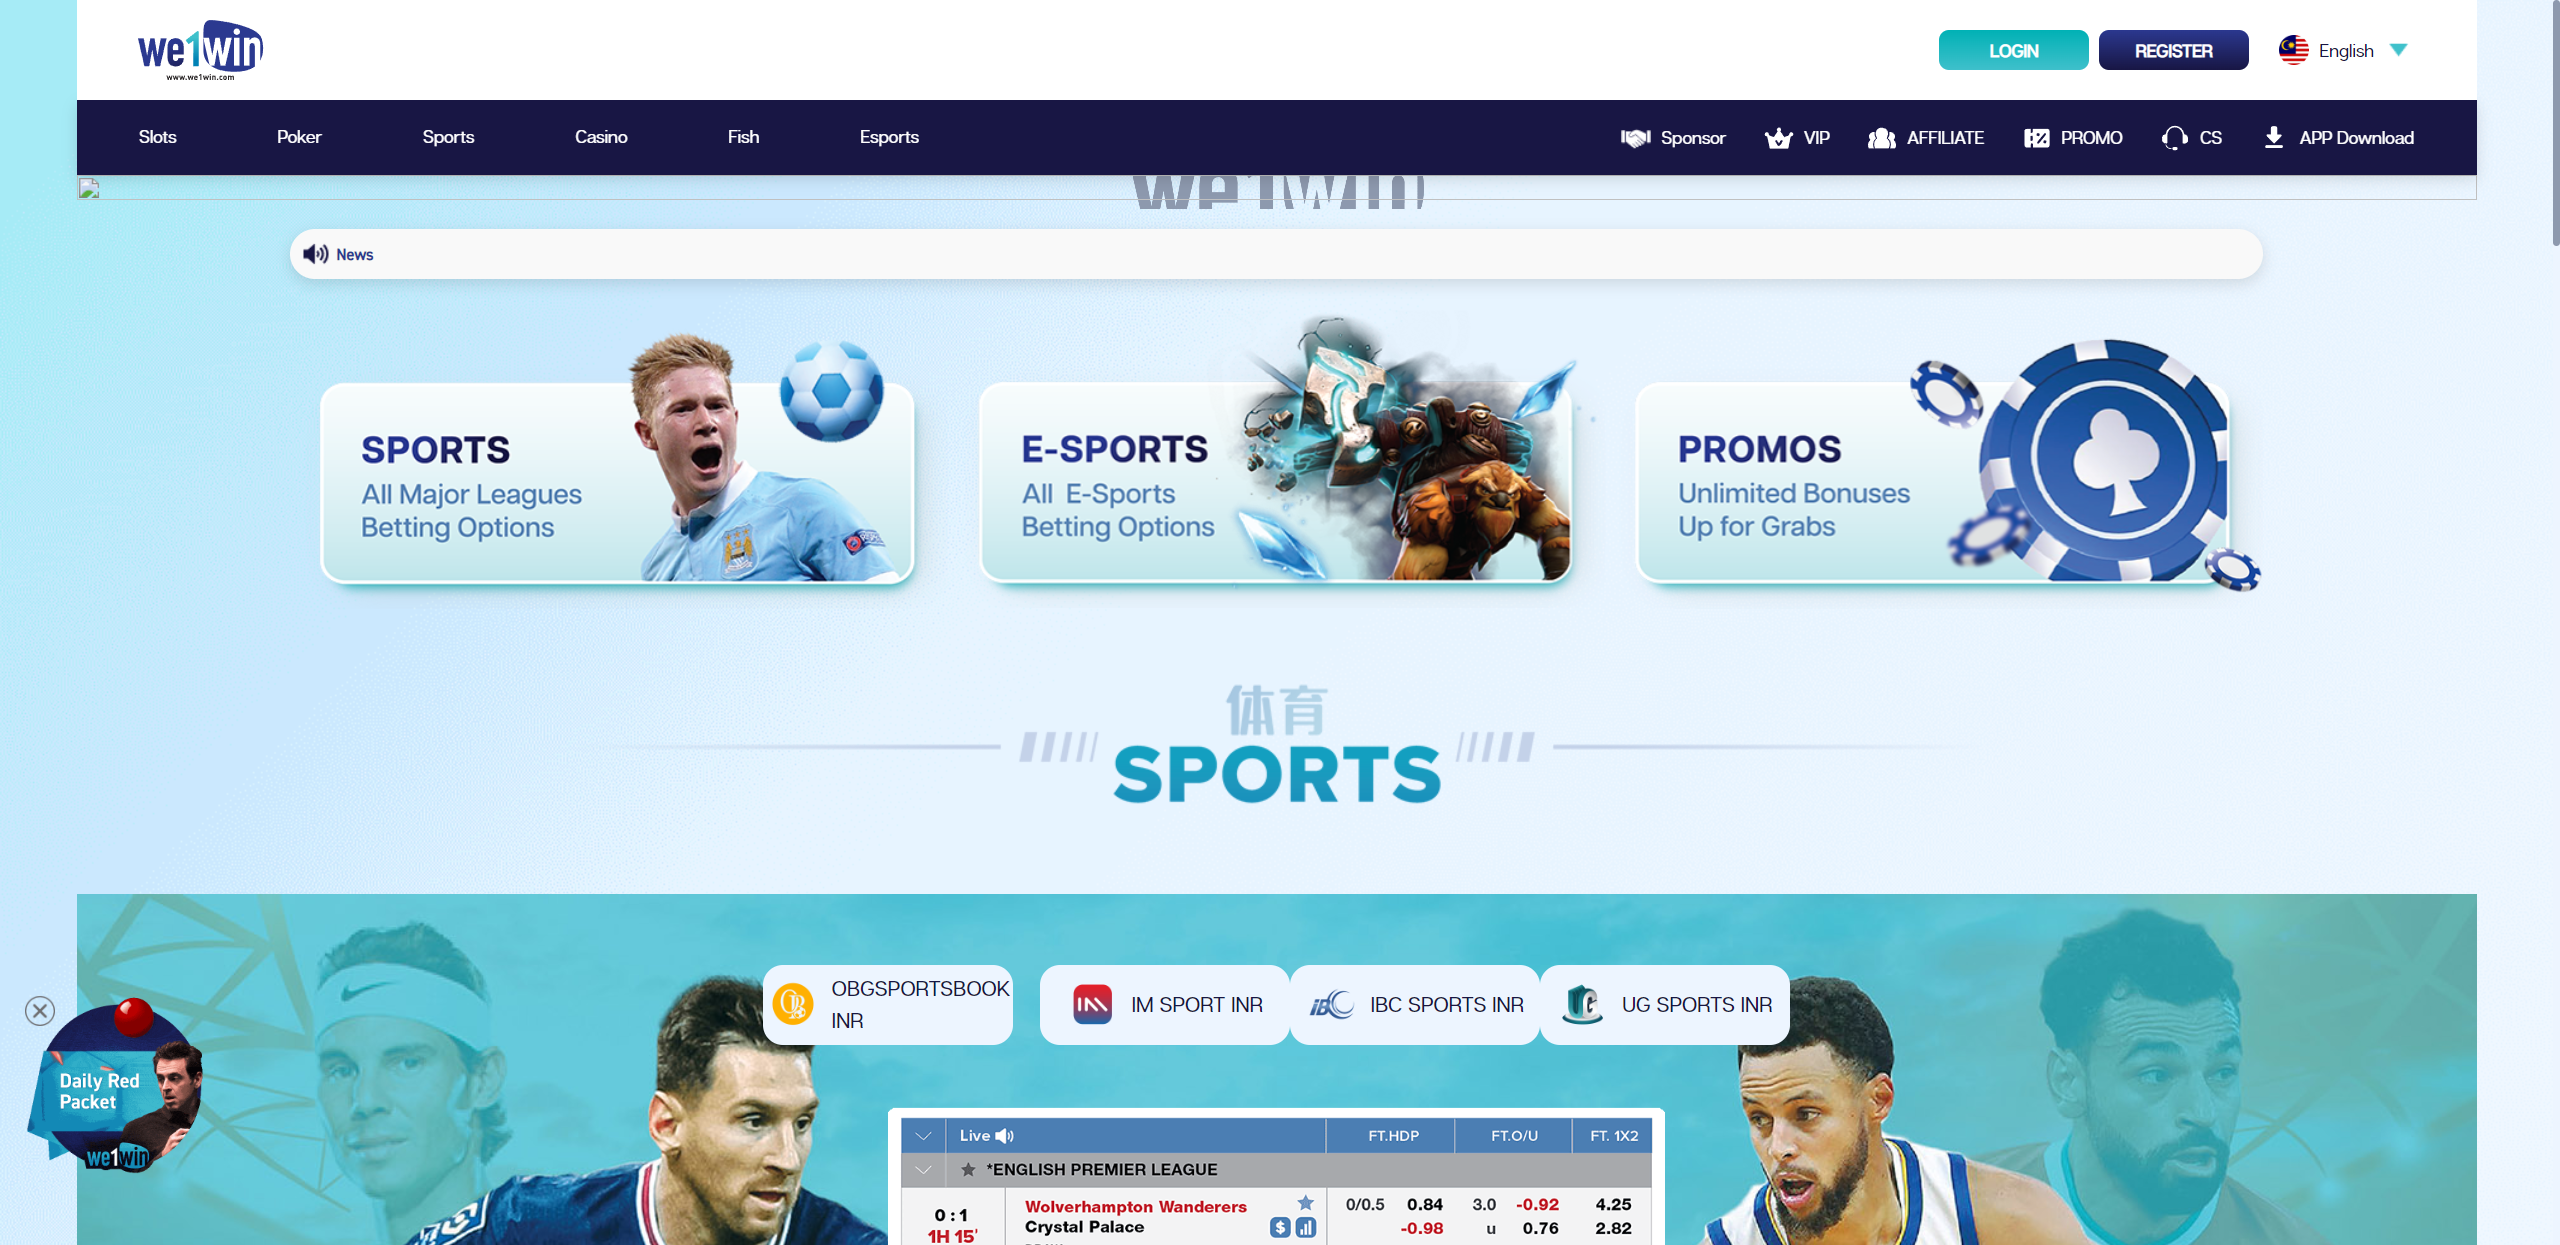 we1win
www.we1win.com
LOGIN
REGISTER
English
Slots
Poker
Sports
Casino
Fish
Esports
Sponsor
VIP
AFFILIATE
PROMO
CS
APP Download
we1win
News
SPORTS
All Major Leagues
Betting Options
E-SPORTS
All E-Sports
Betting Options
PROMOS
Unlimited Bonuses
Up for Grabs
体育
SPORTS
OBGSPORTSBOOK
INR
IM SPORT INR
IBC SPORTS INR
UG SPORTS INR
Daily Red
Packet
we1win
Live FT.HDP FT.O/U FT. 1X2
*ENGLISH PREMIER LEAGUE
0 : 1
1H 15'
Wolverhampton Wanderers 0/0.5 0.84 3.0 -0.92 4.25
Crystal Palace -0.98 u 0.76 2.82